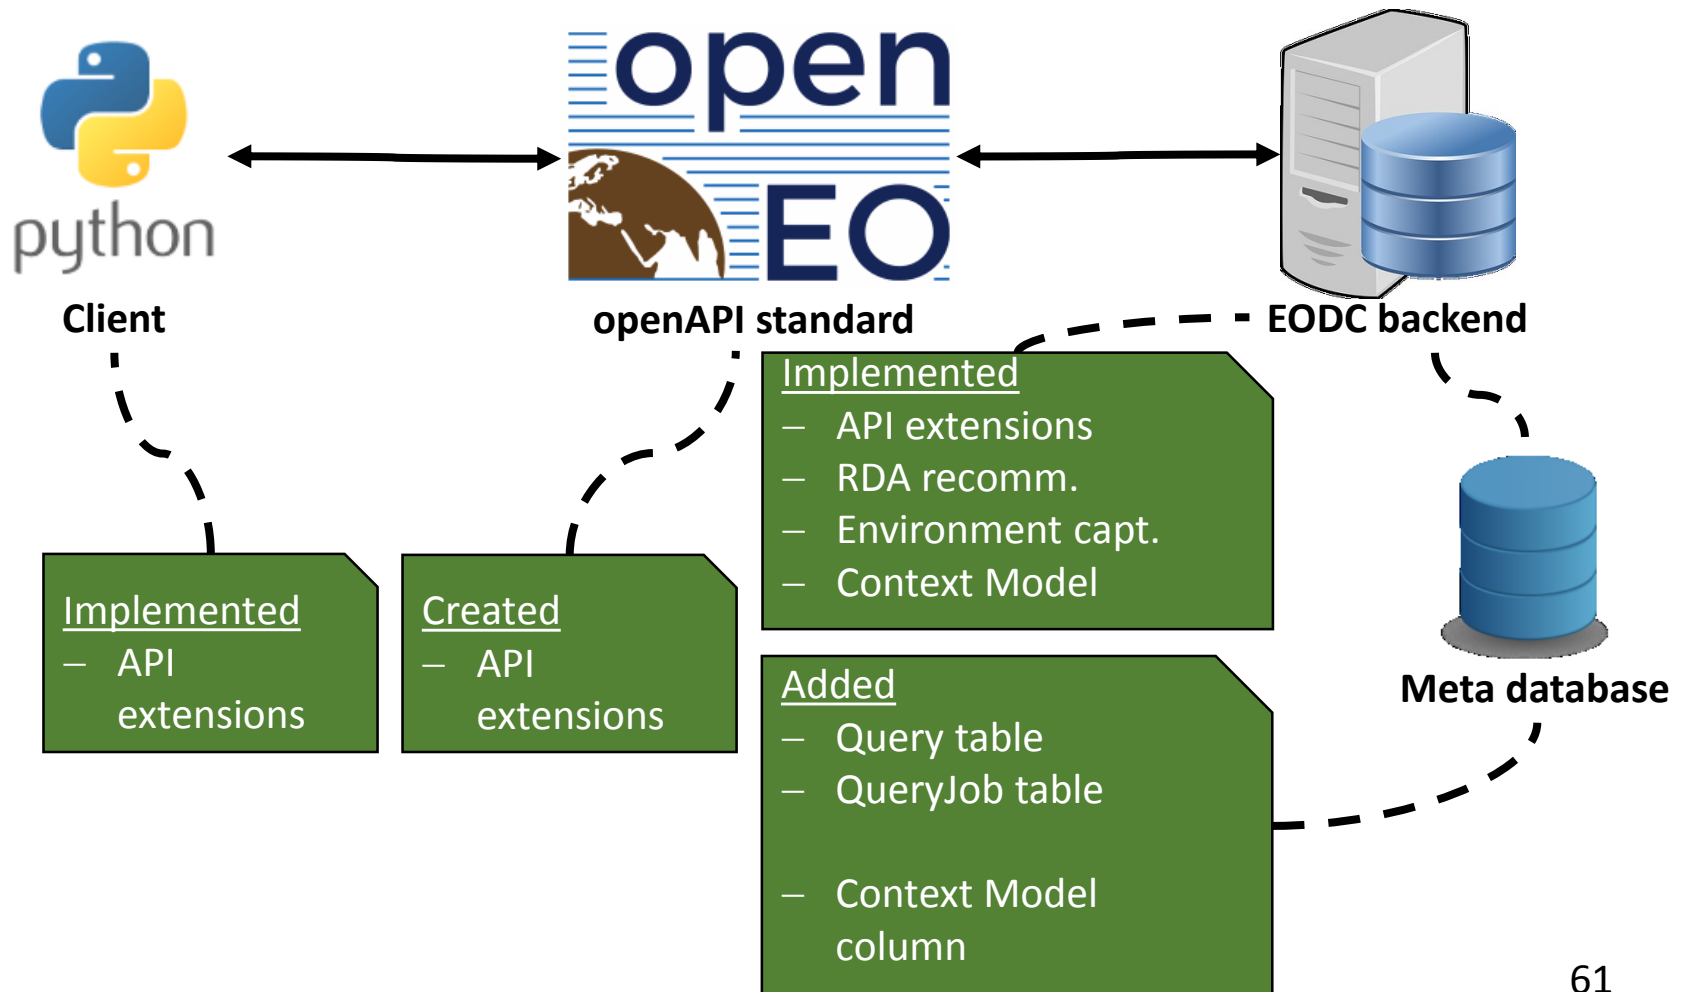 python
open
EO
Client
openAPI standard
EODC backend
Implemented
– API extensions
– RDA recomm.
– Environment capt.
– Context Model
Implemented
– API
extensions
Created
– API
extensions
Meta database
Added
– Query table
– QueryJob table
– Context Model
column
61